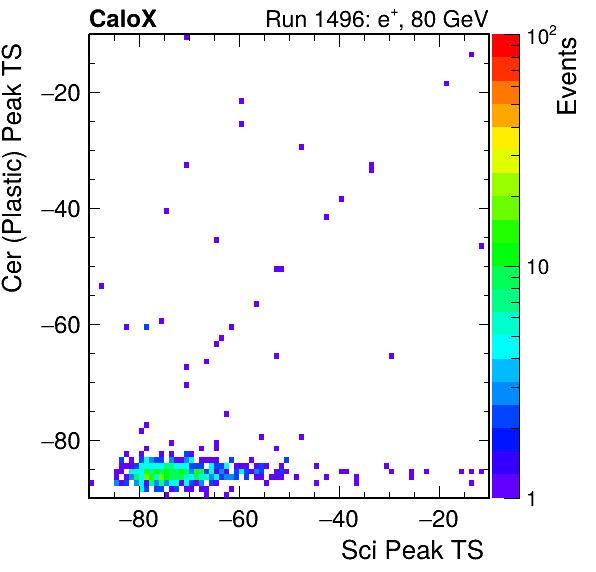 CaloX Run 1496: e⁺, 80 GeV
Cer (Plastic) Peak TS
−20
−40
−60
−80
−80 −60 −40 −20
Sci Peak TS
10²
10
1
Events